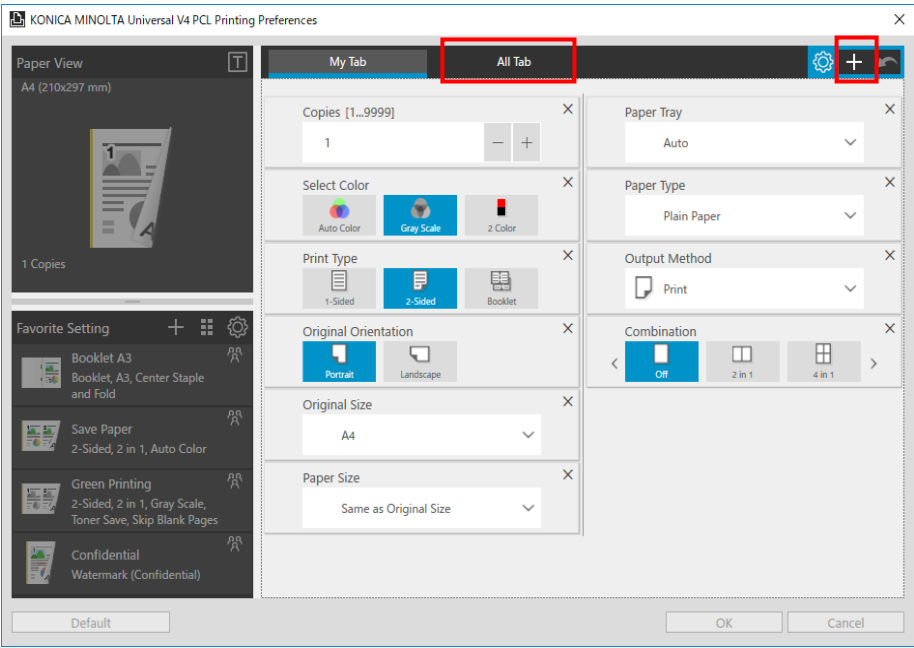 KONICA MINOLTA Universal V4 PCL Printing Preferences
Paper View
T
A4 (210x297 mm)
1
1 Copies
Favorite Setting
Booklet A3
Booklet, A3, Center Staple
and Fold
Save Paper
2-Sided, 2 in 1, Auto Color
Green Printing
2-Sided, 2 in 1, Gray Scale,
Toner Save, Skip Blank Pages
Confidential
Watermark (Confidential)
My Tab
All Tab
Copies [1...9999]
1
Select Color
Auto Color
Gray Scale
2 Color
Print Type
1-Sided
2-Sided
Booklet
Original Orientation
Portrait
Landscape
Original Size
A4
Paper Size
Same as Original Size
Paper Tray
Auto
Paper Type
Plain Paper
Output Method
Print
Combination
Off
2 in 1
4 in 1
Default
OK
Cancel